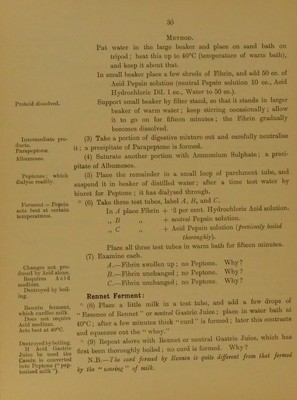 30
Method.
Put water in the large beaker and place on sand bath on
tripod; heat this up to 40°C (temperature of warm bath),
and keep it about that.
In small beaker place a few shreds of Fibrin, and add 50 cc. of
Acid Pepsin solution (neutral Pepsin solution 10 cc., Acid
Hydrochloric Dil. 1 cc., Water to 50 cc.).
Proteid dissolved.
Support small beaker by filter stand, so that it stands in larger
beaker of warm water; keep stirring occasionally; allow
it to go on for fifteen minutes; the Fibrin gradually
becomes dissolved.
Intermediate pro-
ducts.
Parapeptone
(3) Take a portion of digestive mixture out and carefully neutralise
it; a precipitate of Parapeptone is formed.
Albumoses.
(4) Saturate another portion with Ammonium Sulphate; a preci-
pitate of Albumoses.
Peptones; which
dialyse readily.
(5) Place the remainder in a small loop of parchment tube, and
suspend it in beaker of distilled water; after a time test water by
biuret for Peptones; it has dialysed through.
Ferment = Pepsin
acts best at certain
temperatures.
(6) Take three test tubes, label A, B, and C.
In A place Fibrin + ·2 per cent. Hydrochloric Acid solution.
„ B „ + neutral Pepsin solution.
„ C „ + Acid Pepsin solution (previously boiled
thoroughly).
Place all three test tubes in warm bath for fifteen minutes.
(7) Examine each.
Changes not pro-
duced by Acid alone.
Requires Acid
medium.
Destroyed by boil-
ing.
A.—Fibrin swollen up; no Peptone. Why?
B.—Fibrin unchanged; no Peptone. Why?
C.—Fibrin unchanged; no Peptone. Why?
Rennet Ferment:
Rennin ferment,
which curdles milk.
Does not require
Acid medium.
Acts best at 40°C.
(8) Place a little milk in a test tube, and add a few drops of
"Essence of Rennet" or neutral Gastric Juice; place in water bath at
40°C; after a few minutes thick "curd" is formed; later this contracts
and squeezes out the "whey."
Destroyed by boiling.
If Acid Gastric
Juice be used the
Casein is converted
into Peptone ("pep-
tonised milk").
(9) Repeat above with Rennet or neutral Gastric Juice, which has
first been thoroughly boiled; no curd is formed. Why?
N.B.—The curd formed by Rennin is quite different from that formed
by the "souring" of milk.